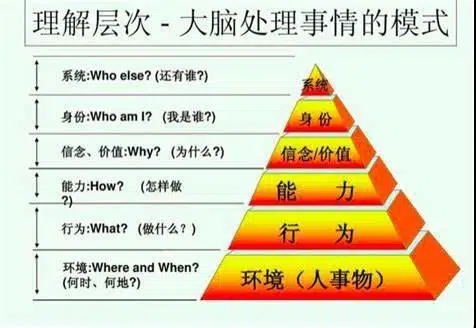 理解层次 - 大脑处理事情的模式
系统:Who else? (还有谁?)
身份:Who am I? (我是谁?)
信念、价值:Why? (为什么?)
能力:How? (怎样做
?)
行为:What? (做什么？)
环境:Where and When?
(何时、何地?)
系统
身份
信念/价值
能 力
行 为
环境（人事物）